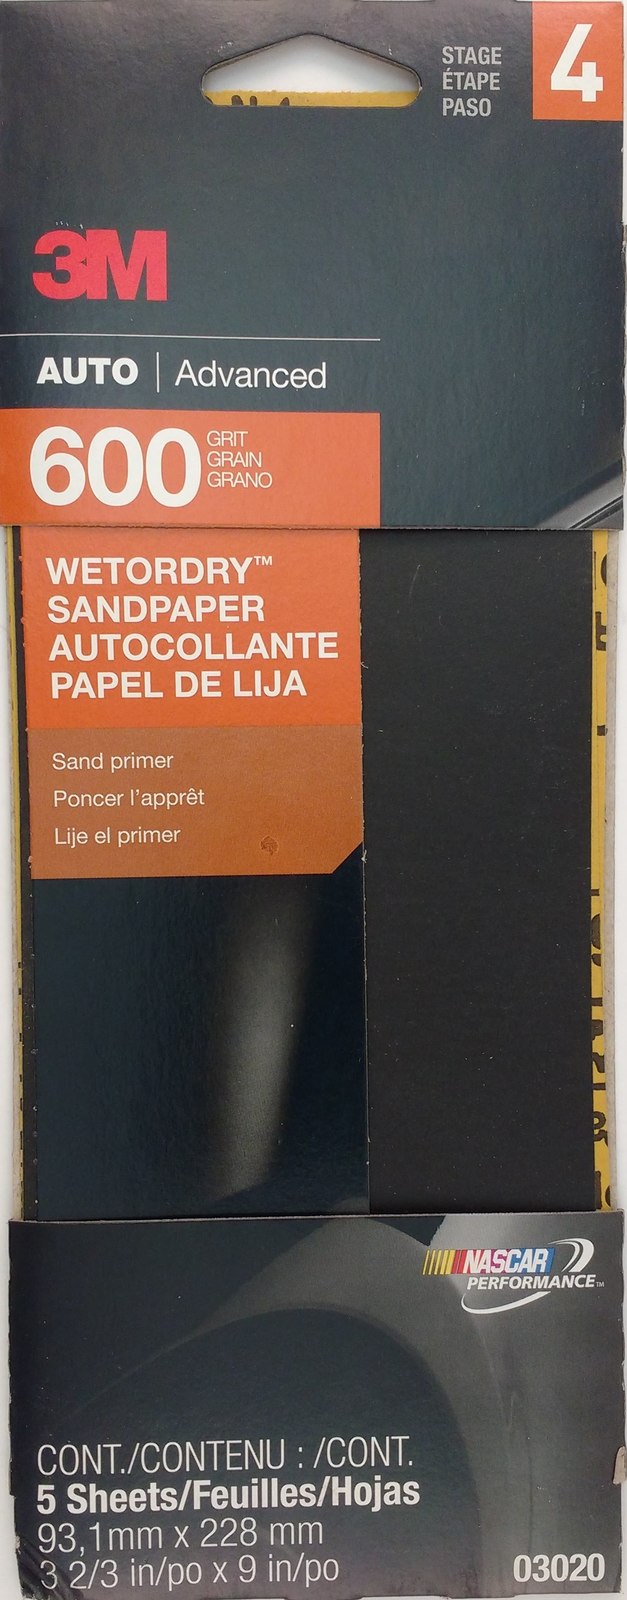 STAGE
ÉTAPE
PASO
4
3M
AUTO | Advanced
600
GRIT
GRAIN
GRANO
WETORDRY™
SANDPAPER
AUTOCOLLANTE
PAPEL DE LIJA
Sand primer
Poncer l'apprêt
Lije el primer
NASCAR
PERFORMANCE™
CONT./CONTENU : /CONT.
5 Sheets/Feuilles/Hojas
93,1mm x 228 mm
3 2/3 in/po x 9 in/po
03020